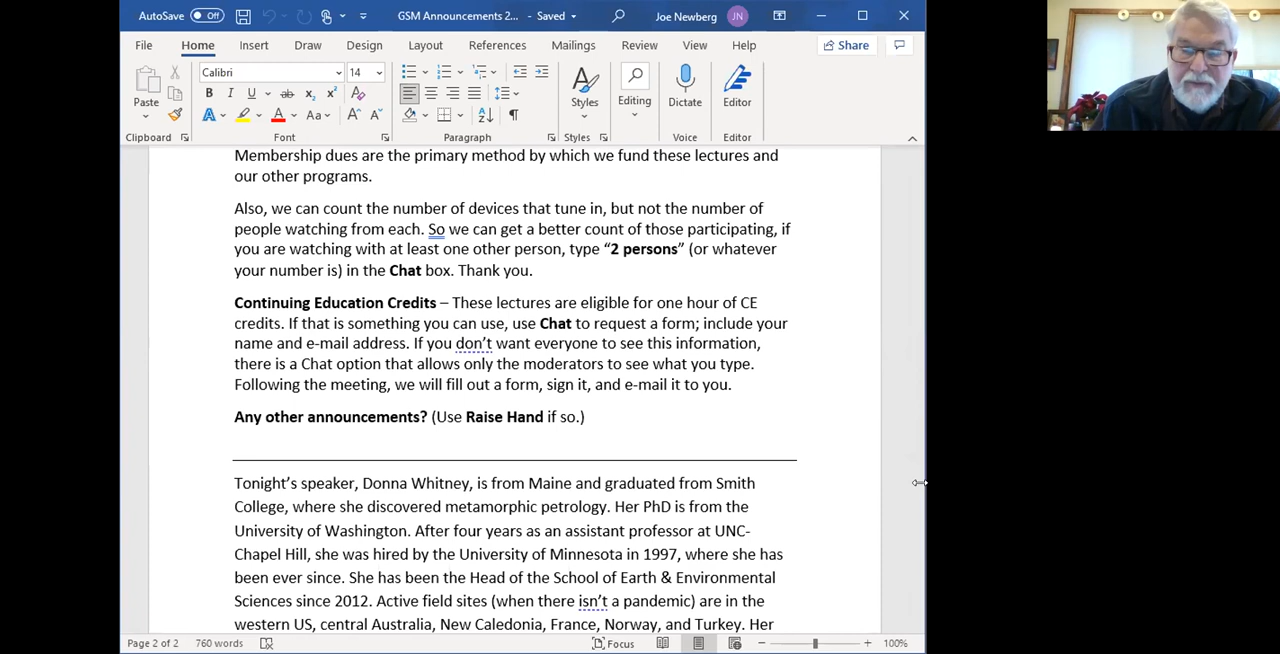 AutoSave Off GSM Announcements 2... - Saved Joe Newberg JN
File Home Insert Draw Design Layout References Mailings Review View Help Share
Calibri 14
Paste B I U ab x₂ x² A Styles Editing Dictate Editor
A A Aa A A
Clipboard Font Paragraph Styles Voice Editor
Membership dues are the primary method by which we fund these lectures and
our other programs.
Also, we can count the number of devices that tune in, but not the number of
people watching from each. So we can get a better count of those participating, if
you are watching with at least one other person, type “2 persons” (or whatever
your number is) in the Chat box. Thank you.
Continuing Education Credits – These lectures are eligible for one hour of CE
credits. If that is something you can use, use Chat to request a form; include your
name and e-mail address. If you don’t want everyone to see this information,
there is a Chat option that allows only the moderators to see what you type.
Following the meeting, we will fill out a form, sign it, and e-mail it to you.
Any other announcements? (Use Raise Hand if so.)
Tonight’s speaker, Donna Whitney, is from Maine and graduated from Smith
College, where she discovered metamorphic petrology. Her PhD is from the
University of Washington. After four years as an assistant professor at UNC-
Chapel Hill, she was hired by the University of Minnesota in 1997, where she has
been ever since. She has been the Head of the School of Earth & Environmental
Sciences since 2012. Active field sites (when there isn’t a pandemic) are in the
western US, central Australia, New Caledonia, France, Norway, and Turkey. Her
Page 2 of 2 760 words Focus 100%